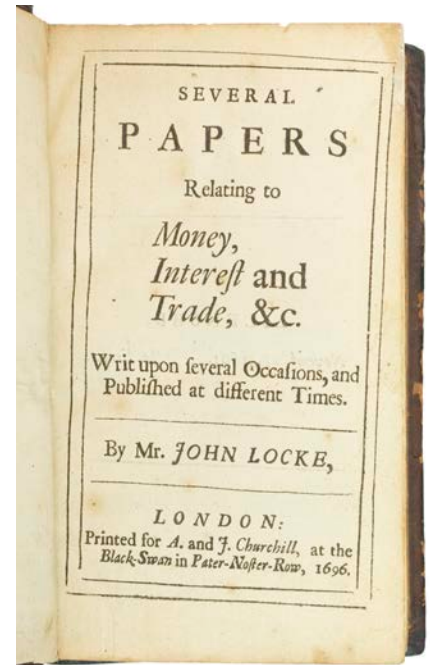 SEVERAL
PAPERS
Relating to
Money,
Intereſt and
Trade, &c.
Writ upon ſeveral Occaſions, and
Publiſhed at different Times.
By Mr. JOHN LOCKE,
LONDON:
Printed for A. and J. Churchill, at the
Black-Swan in Pater-Noſter-Row, 1696.